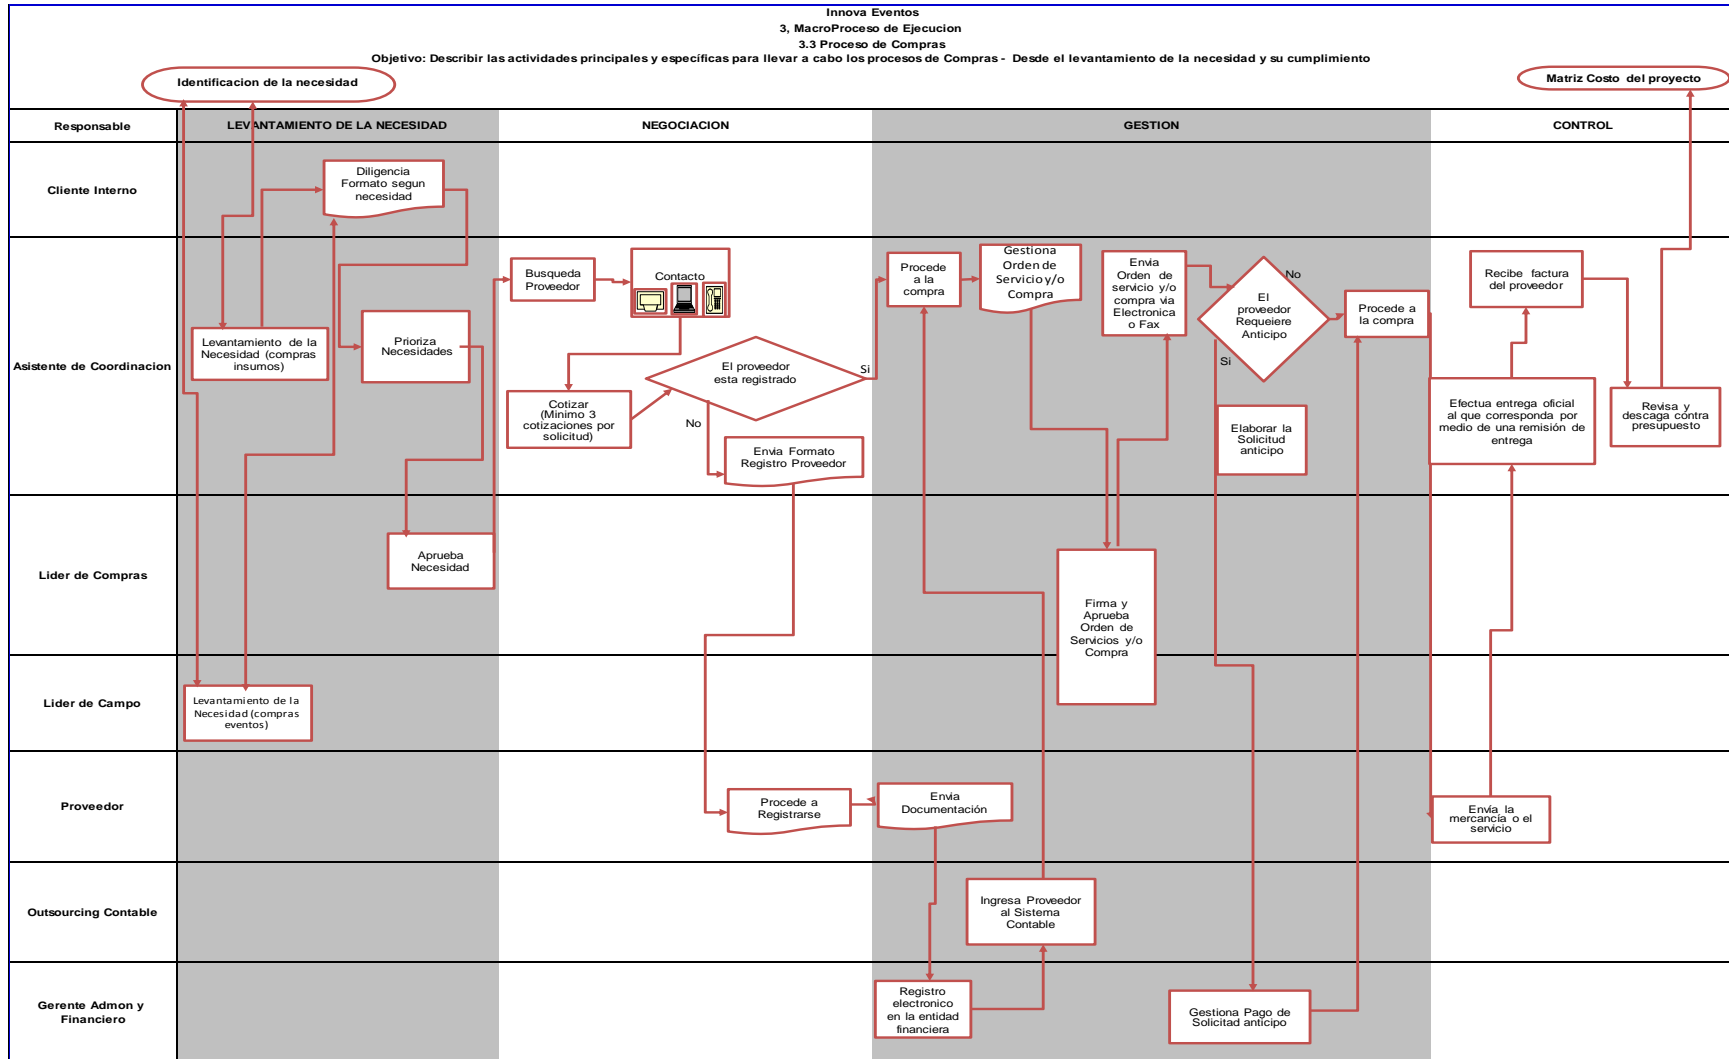 Innova Eventos
3, MacroProceso de Ejecucion
3.3 Proceso de Compras
Objetivo: Describir las actividades principales y específicas para llevar a cabo los procesos de Compras - Desde el levantamiento de la necesidad y su cumplimiento
Identificacion de la necesidad
Matriz Costo del proyecto
Responsable
LEVANTAMIENTO DE LA NECESIDAD
NEGOCIACION
GESTION
CONTROL
Cliente Interno
Diligencia
Formato segun
necesidad
Asistente de Coordinacion
Levantamiento de la
Necesidad (compras
insumos)
Prioriza
Necesidades
Busqueda
Proveedor
Contacto
Cotizar
(Minimo 3
cotizaciones por
solicitud)
El proveedor
esta registrado
Si
No
Envia Formato
Registro Proveedor
Procede
a la
compra
Gestiona
Orden de
Servicio y/o
Compra
Envia
Orden de
servicio y/o
compra via
Electronica
o Fax
El
proveedor
Requeiere
Anticipo
No
Si
Elaborar la
Solicitud
anticipo
Procede a
la compra
Recibe factura
del proveedor
Efectua entrega oficial
al que corresponda por
medio de una remisión de
entrega
Revisa y
descaga contra
presupuesto
Lider de Compras
Aprueba
Necesidad
Firma y
Aprueba
Orden de
Servicios y/o
Compra
Lider de Campo
Levantamiento de la
Necesidad (compras
eventos)
Proveedor
Procede a
Registrarse
Envia
Documentación
Envía la
mercancía o el
servicio
Outsourcing Contable
Ingresa Proveedor
al Sistema
Contable
Gerente Admon y
Financiero
Registro
electronico
en la entidad
financiera
Gestiona Pago de
Solicitad anticipo